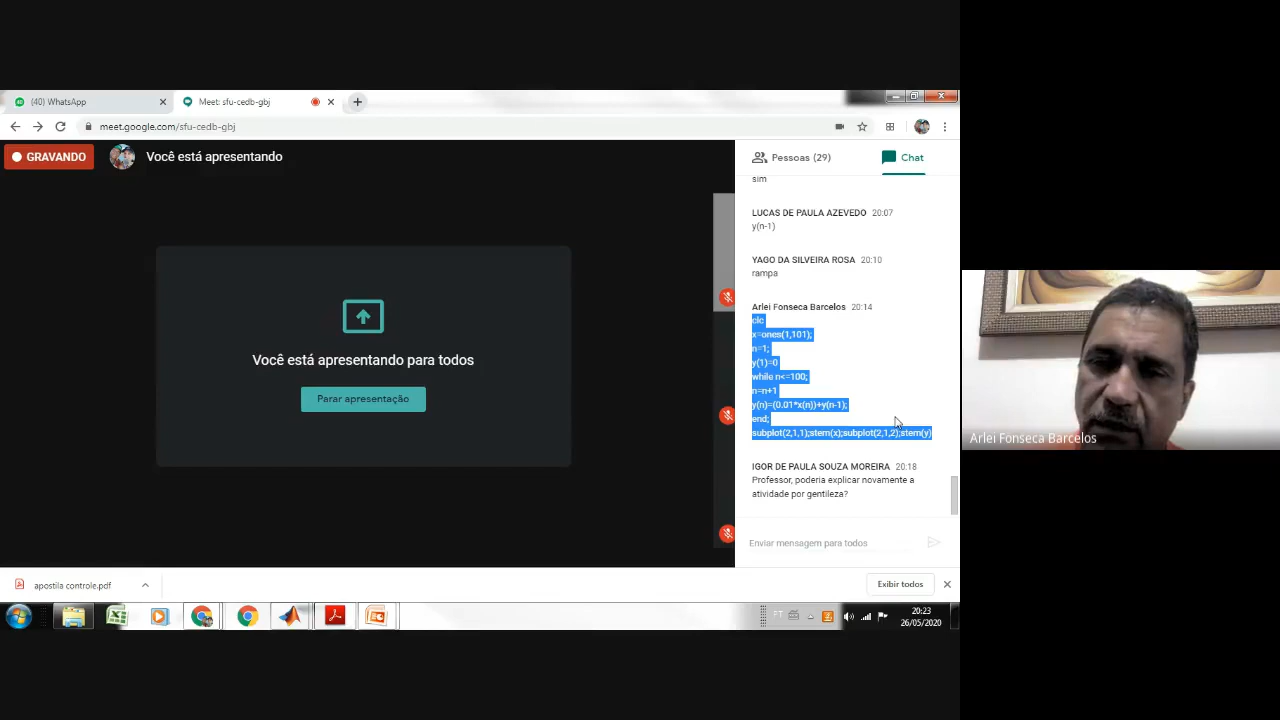 (40) WhatsApp
Meet: sfu-cedb-gbj
meet.google.com/sfu-cedb-gbj
GRAVANDO
Você está apresentando
Você está apresentando para todos
Parar apresentação
Pessoas (29)
Chat
sim
LUCAS DE PAULA AZEVEDO 20:07
y(n-1)
YAGO DA SILVEIRA ROSA 20:10
rampa
Arlei Fonseca Barcelos 20:14
clc
x=ones(1,101);
n=1;
y(1)=0
while n<=100;
n=n+1
y(n)=(0.01*x(n))+y(n-1);
end;
subplot(2,1,1);stem(x);subplot(2,1,2);stem(y)
IGOR DE PAULA SOUZA MOREIRA 20:18
Professor, poderia explicar novamente a
atividade por gentileza?
Enviar mensagem para todos
Arlei Fonseca Barcelos
apostila controle.pdf
Exibir todos
PT
20:23
26/05/2020